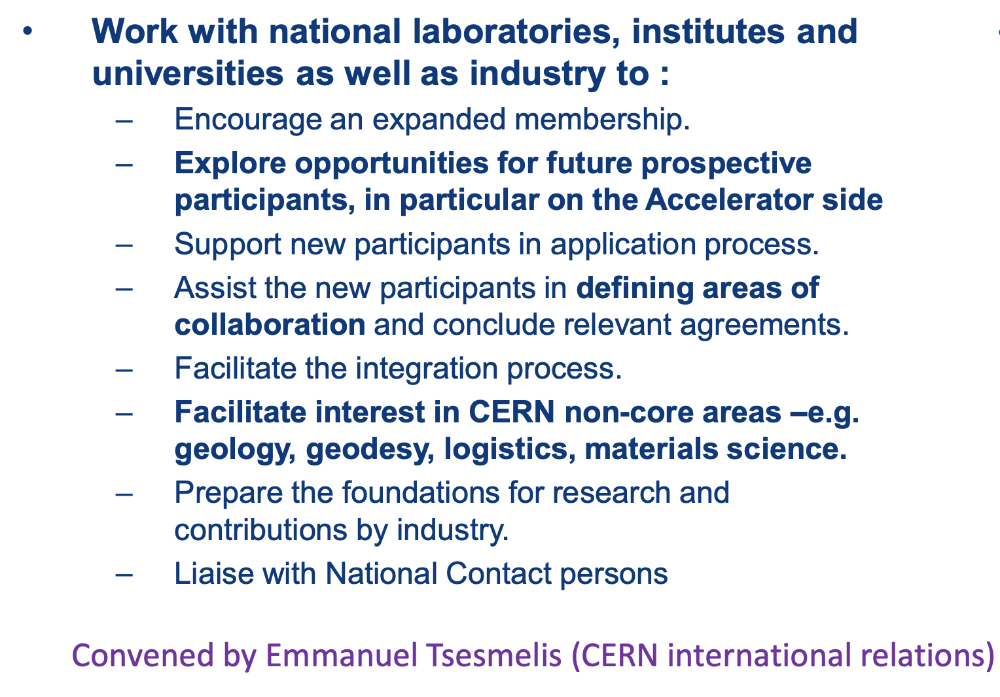 • Work with national laboratories, institutes and
universities as well as industry to :
– Encourage an expanded membership.
– Explore opportunities for future prospective
participants, in particular on the Accelerator side
– Support new participants in application process.
– Assist the new participants in defining areas of
collaboration and conclude relevant agreements.
– Facilitate the integration process.
– Facilitate interest in CERN non-core areas –e.g.
geology, geodesy, logistics, materials science.
– Prepare the foundations for research and
contributions by industry.
– Liaise with National Contact persons
Convened by Emmanuel Tsesmelis (CERN international relations)